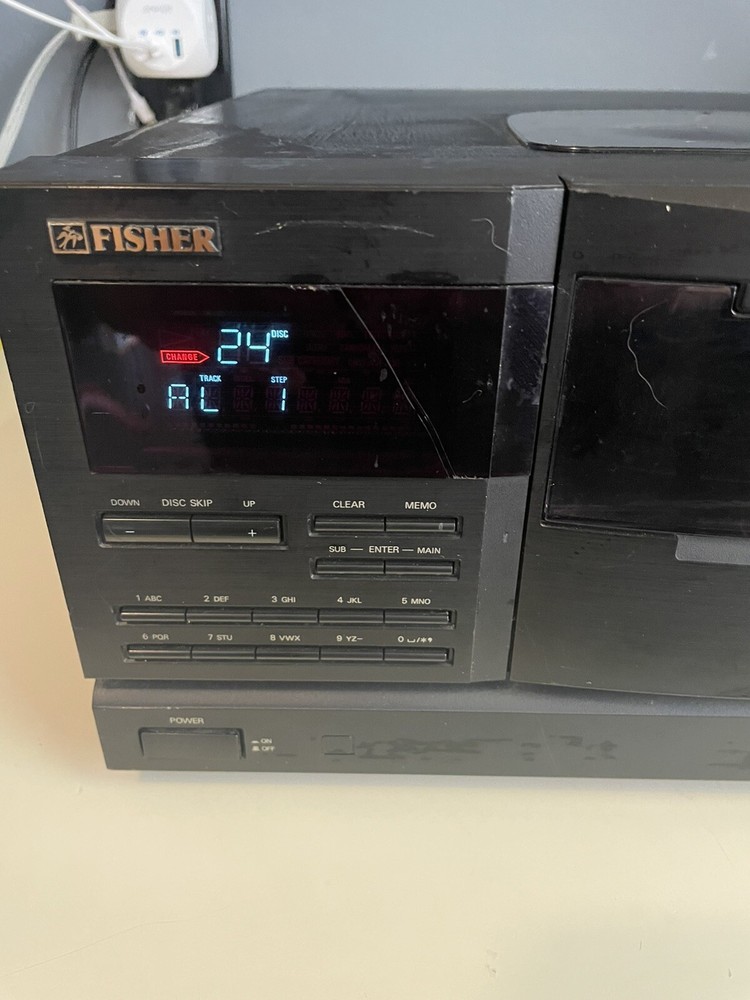 FISHER
DISC
CHANGE 24
TRACK STEP
AL 1
DOWN DISC SKIP UP
− +
CLEAR MEMO
SUB — ENTER — MAIN
1 ABC 2 DEF 3 GHI 4 JKL 5 MNO
6 PQR 7 STU 8 VWX 9 YZ− 0 ␣/✱❜
POWER
ON
OFF